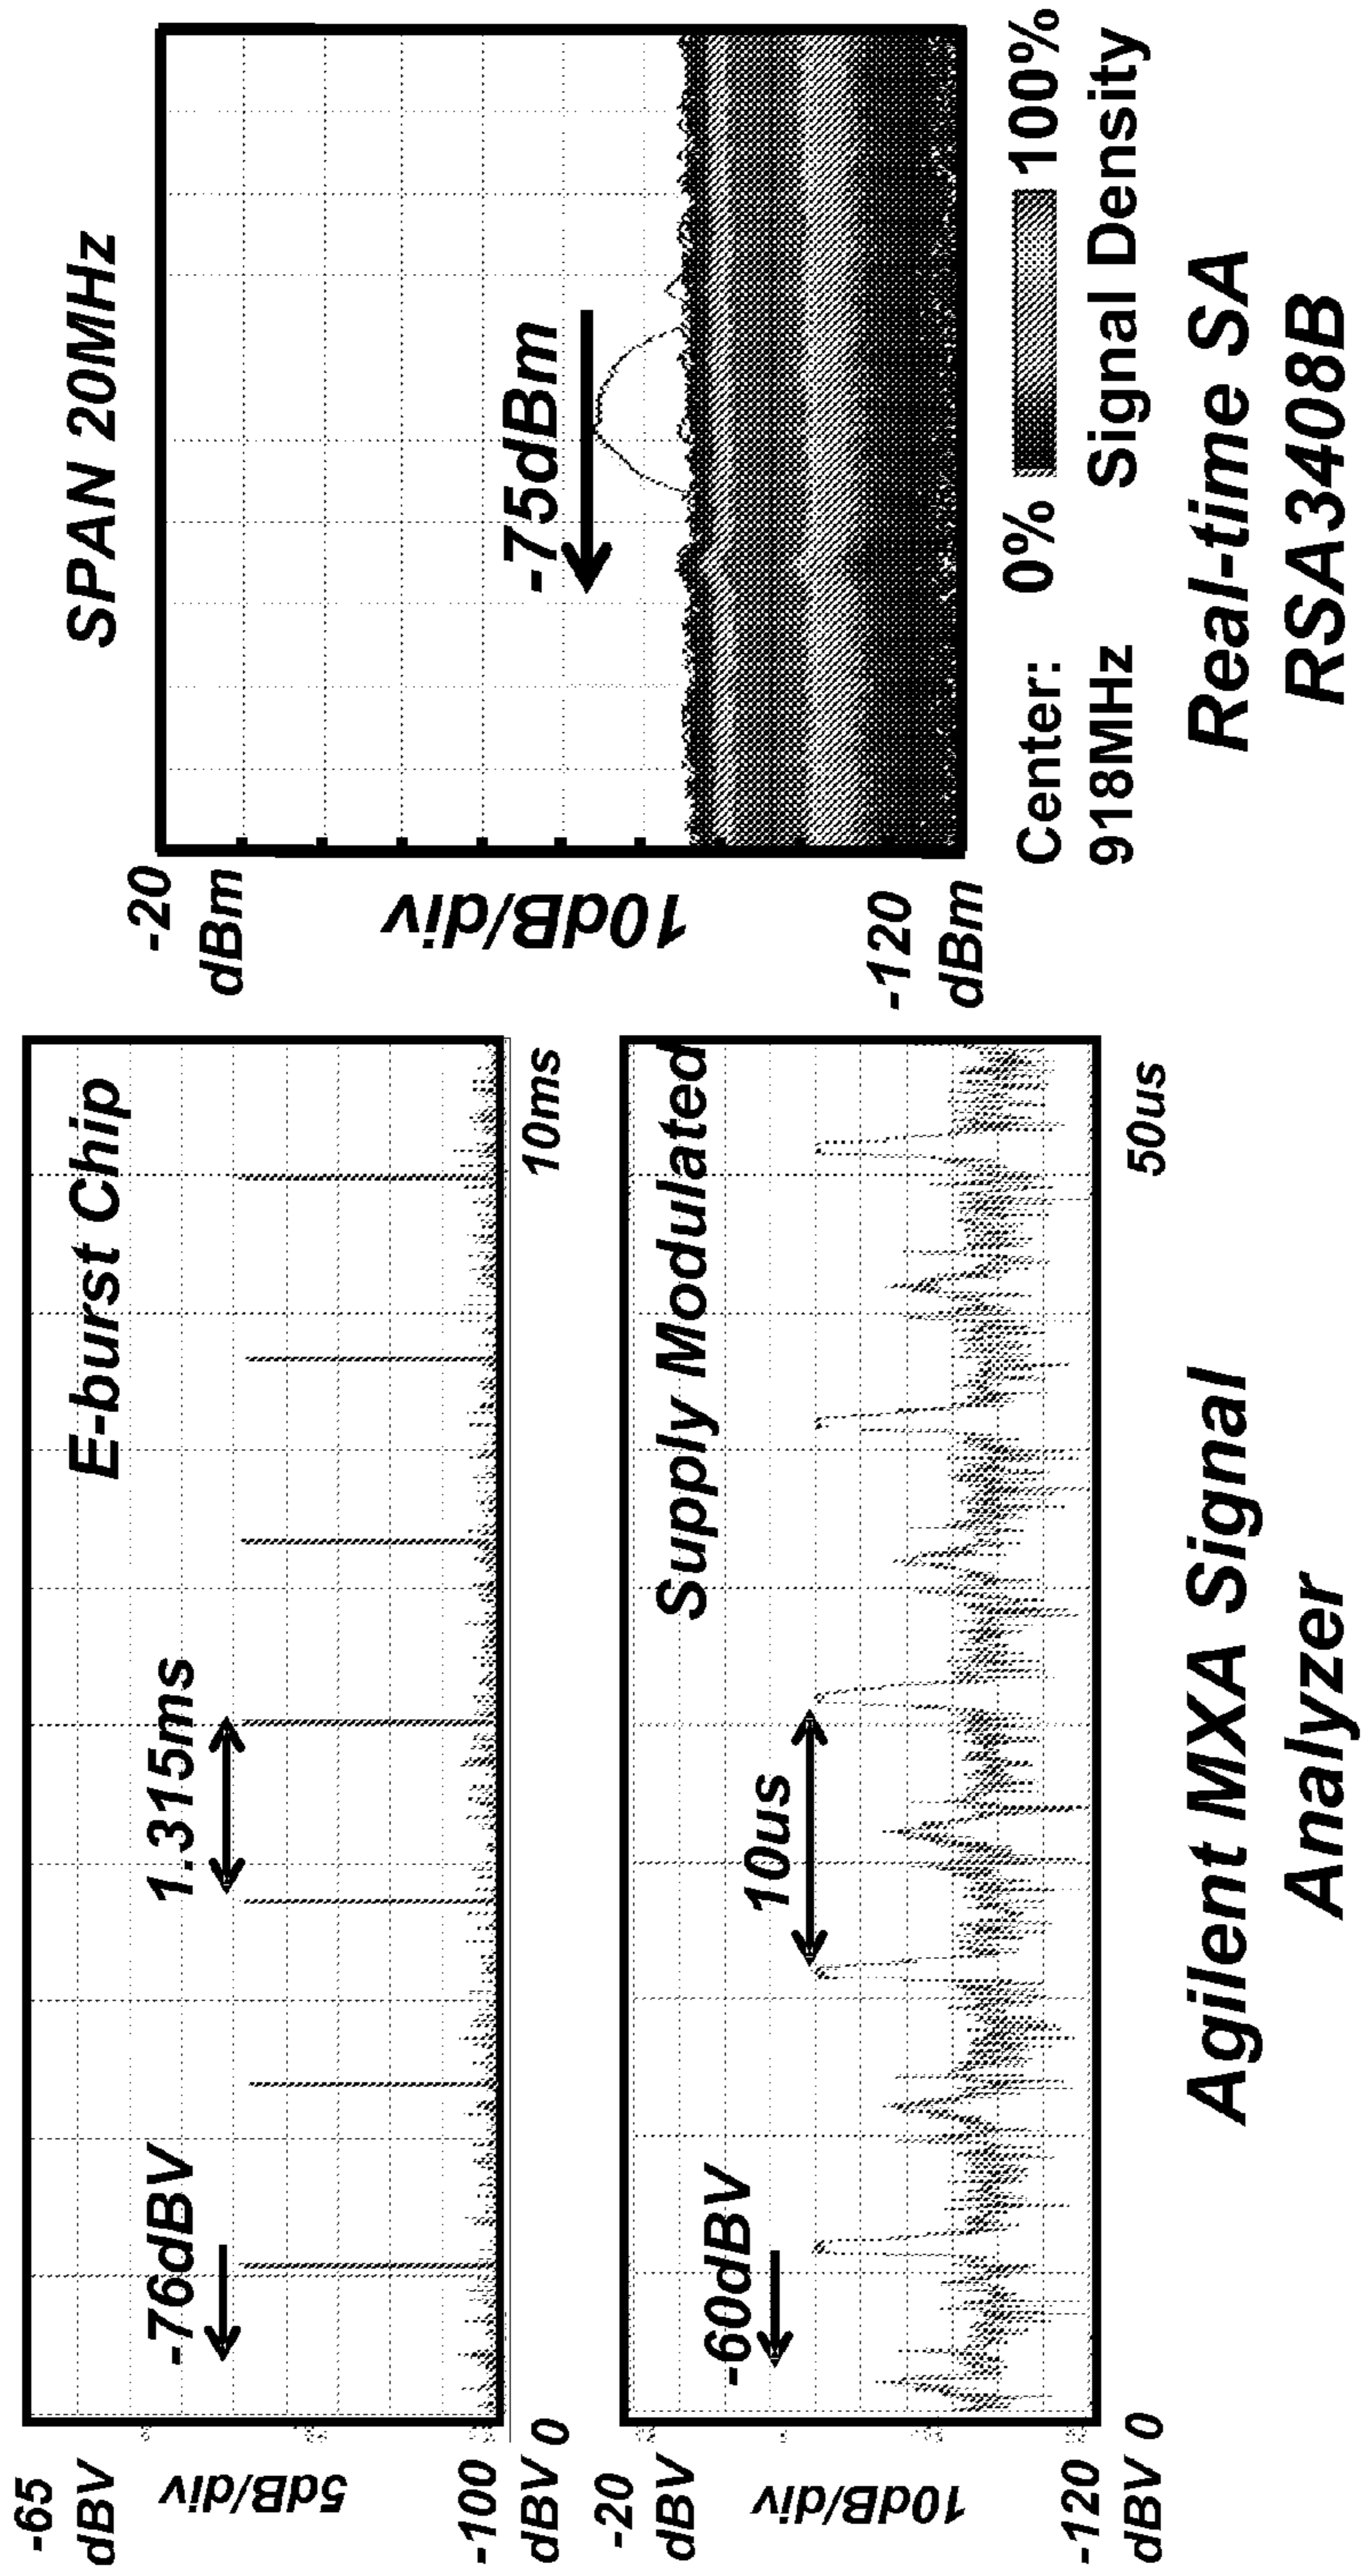 -65
dBV
5dB/div
-100
dBV
0
10ms
E-burst Chip
-76dBV
1.315ms
-20
dBV
10dB/div
-120
dBV
0
50us
Supply Modulated
-60dBV
10us
Agilent MXA Signal
Analyzer
SPAN 20MHz
-20
dBm
10dB/div
-120
dBm
-75dBm
Center:
918MHz
0%
100%
Signal Density
Real-time SA
RSA3408B